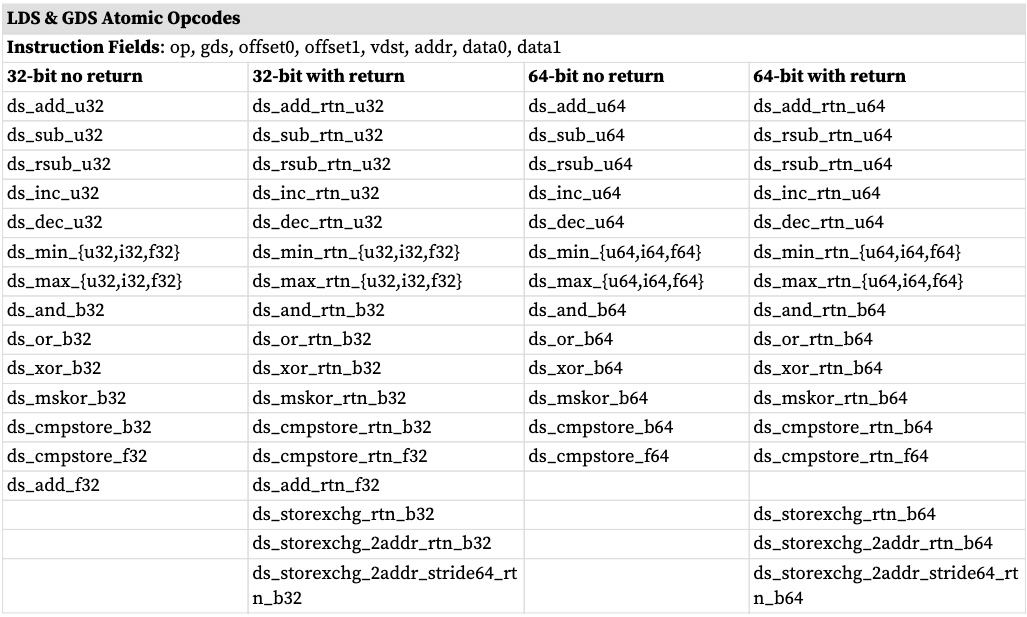 LDS & GDS Atomic Opcodes
Instruction Fields: op, gds, offset0, offset1, vdst, addr, data0, data1
32-bit no return 32-bit with return 64-bit no return 64-bit with return
ds_add_u32 ds_add_rtn_u32 ds_add_u64 ds_add_rtn_u64
ds_sub_u32 ds_sub_rtn_u32 ds_sub_u64 ds_rsub_rtn_u64
ds_rsub_u32 ds_rsub_rtn_u32 ds_rsub_u64 ds_rsub_rtn_u64
ds_inc_u32 ds_inc_rtn_u32 ds_inc_u64 ds_inc_rtn_u64
ds_dec_u32 ds_dec_rtn_u32 ds_dec_u64 ds_dec_rtn_u64
ds_min_{u32,i32,f32} ds_min_rtn_{u32,i32,f32} ds_min_{u64,i64,f64} ds_min_rtn_{u64,i64,f64}
ds_max_{u32,i32,f32} ds_max_rtn_{u32,i32,f32} ds_max_{u64,i64,f64} ds_max_rtn_{u64,i64,f64}
ds_and_b32 ds_and_rtn_b32 ds_and_b64 ds_and_rtn_b64
ds_or_b32 ds_or_rtn_b32 ds_or_b64 ds_or_rtn_b64
ds_xor_b32 ds_xor_rtn_b32 ds_xor_b64 ds_xor_rtn_b64
ds_mskor_b32 ds_mskor_rtn_b32 ds_mskor_b64 ds_mskor_rtn_b64
ds_cmpstore_b32 ds_cmpstore_rtn_b32 ds_cmpstore_b64 ds_cmpstore_rtn_b64
ds_cmpstore_f32 ds_cmpstore_rtn_f32 ds_cmpstore_f64 ds_cmpstore_rtn_f64
ds_add_f32 ds_add_rtn_f32
ds_storexchg_rtn_b32 ds_storexchg_rtn_b64
ds_storexchg_2addr_rtn_b32 ds_storexchg_2addr_rtn_b64
ds_storexchg_2addr_stride64_rt ds_storexchg_2addr_stride64_rt
n_b32 n_b64